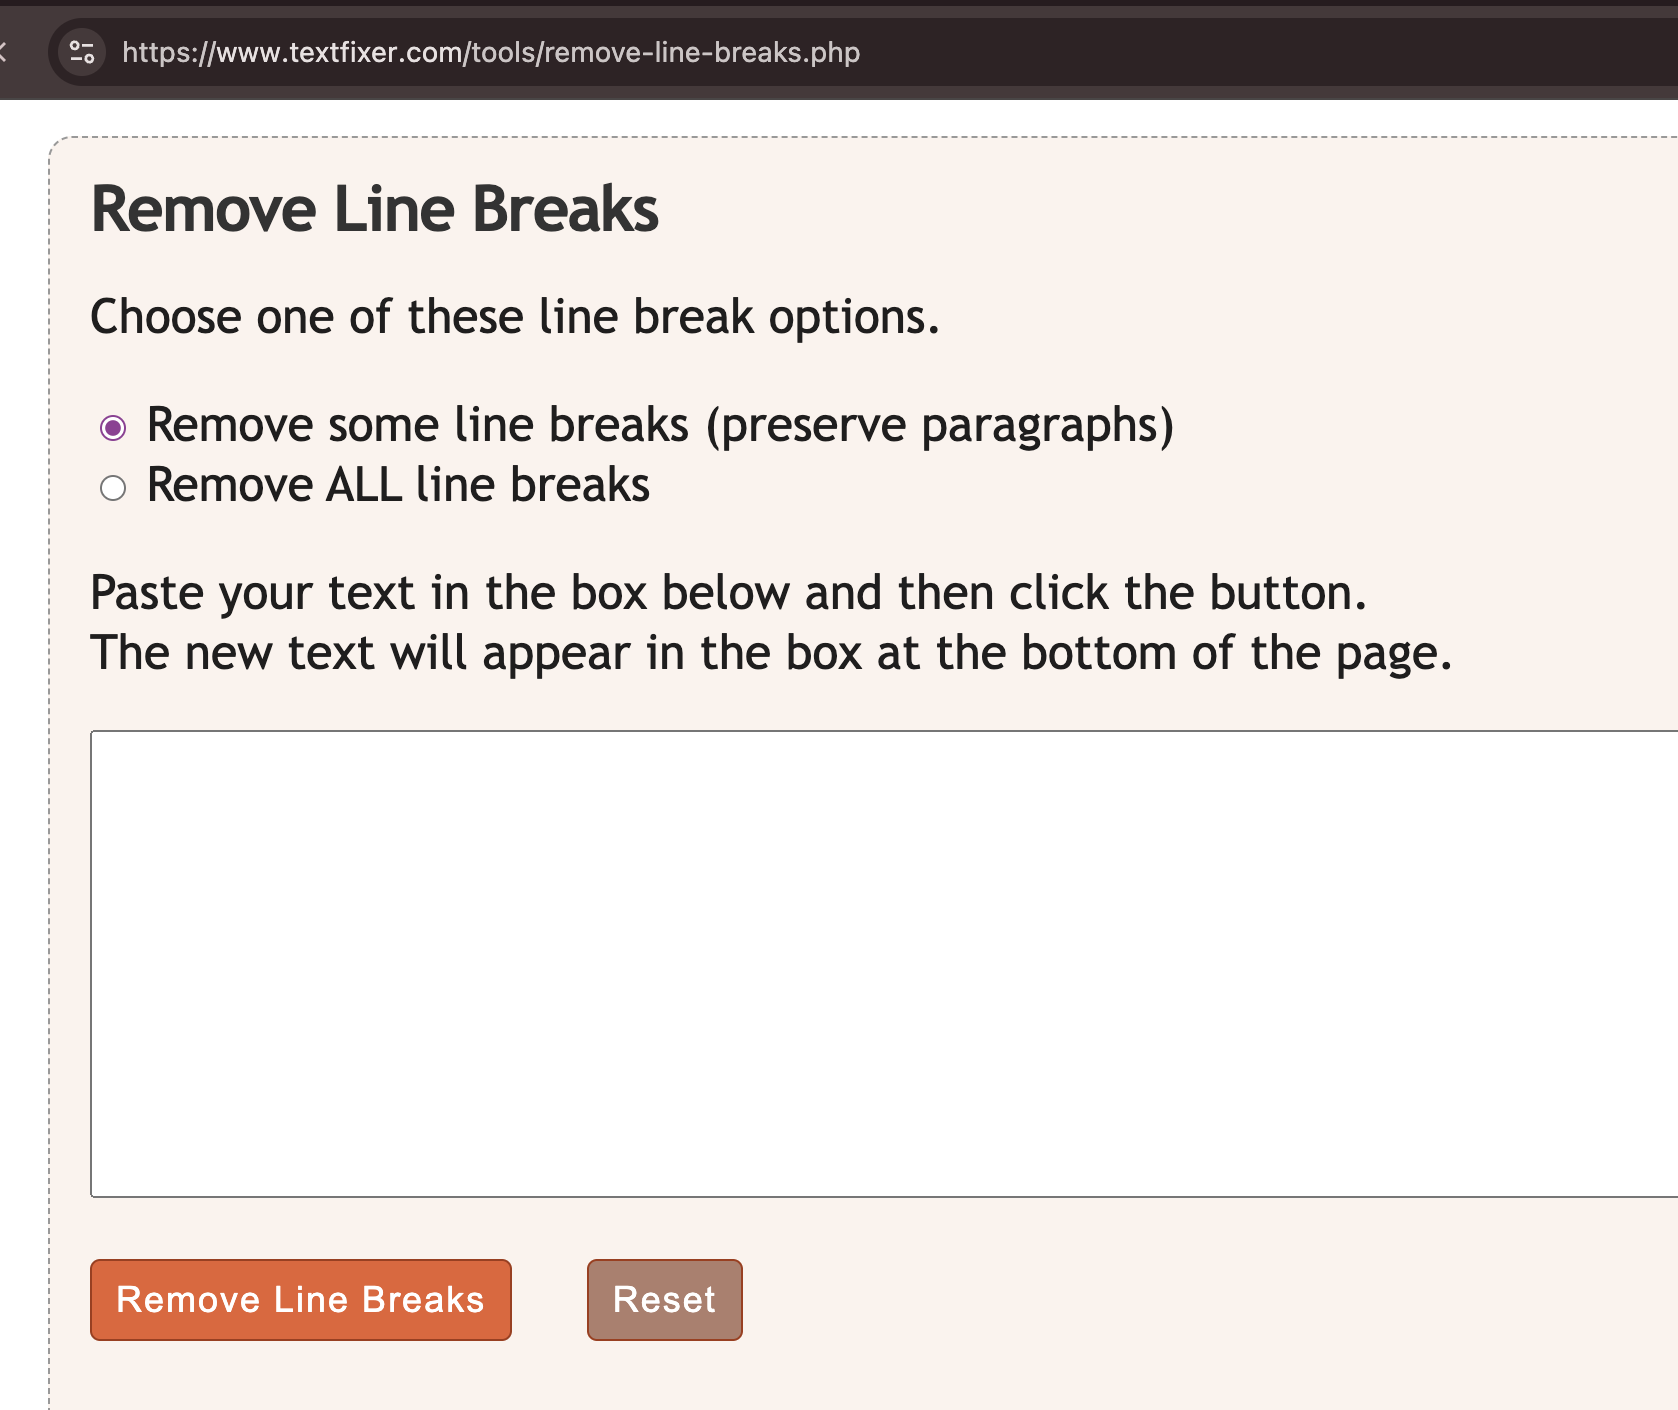 https://www.textfixer.com/tools/remove-line-breaks.php
Remove Line Breaks
Choose one of these line break options.
Remove some line breaks (preserve paragraphs)
Remove ALL line breaks
Paste your text in the box below and then click the button.
The new text will appear in the box at the bottom of the page.
Remove Line Breaks
Reset